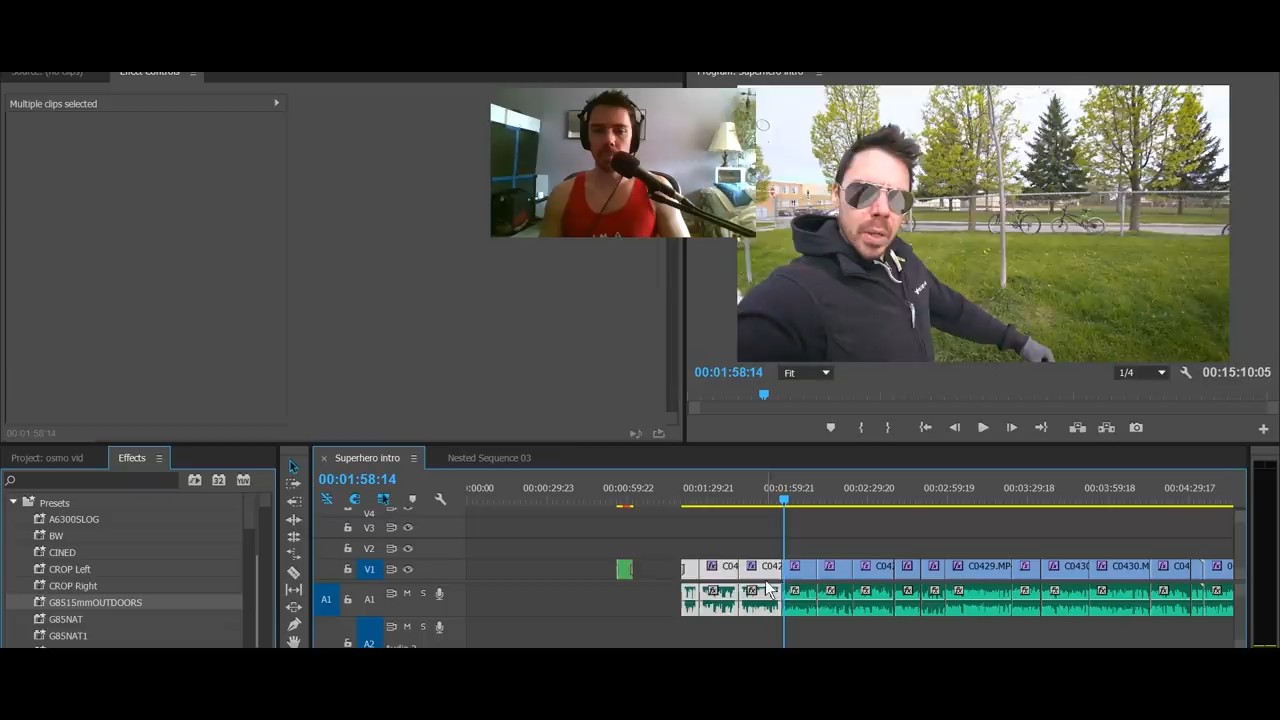 Source: (no clips)
Effect Controls
Program: Superhero intro
Multiple clips selected
I'M A
00:01:58:14
Fit
1/4
00:15:10:05
00:01:58:14
Project: osmo vid
Effects
Superhero intro
Nested Sequence 03
00:01:58:14
:00:00
00:00:29:23
00:00:59:22
00:01:29:21
00:01:59:21
00:02:29:20
00:02:59:19
00:03:29:18
00:03:59:18
00:04:29:17
Presets
A6300SLOG
BW
CINED
CROP Left
CROP Right
G8515mmOUTDOORS
G85NAT
G85NAT1
V4
V3
V2
V1
C04
C042
C042
C0429.MP
C0430
C0430.M
C04
A1
A1
M
S
A2
M
S